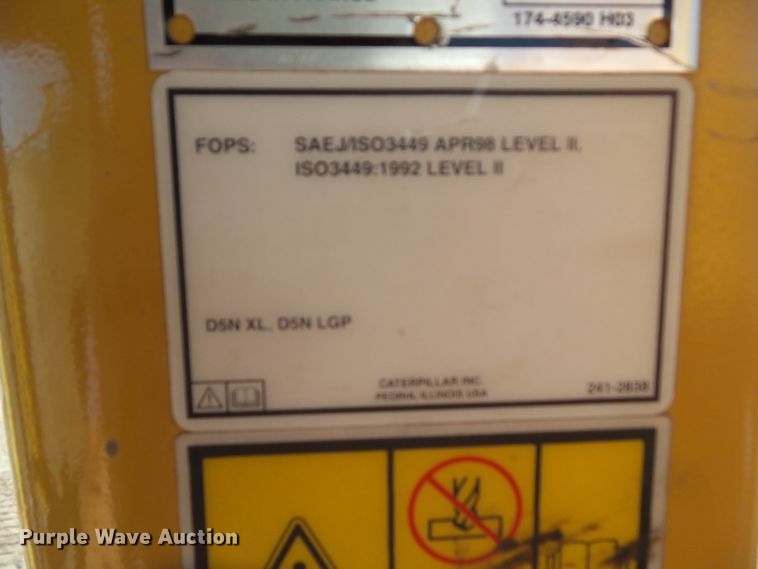 174-4590 H03
FOPS: SAEJ/ISO3449 APR98 LEVEL II,
ISO3449:1992 LEVEL II
D5N XL, D5N LGP
CATERPILLAR INC.
PEORIA, ILLINOIS USA
241-2838
Purple Wave Auction